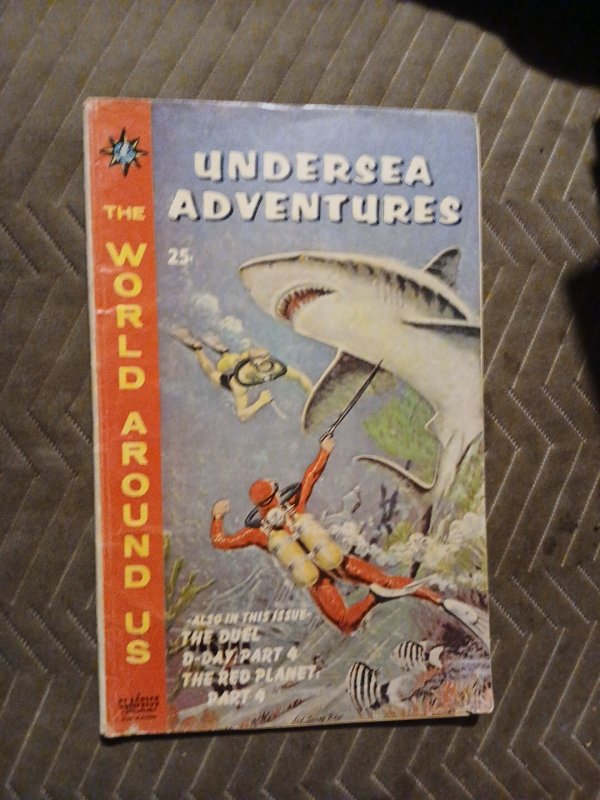 UNDERSEA
ADVENTURES
25¢
THE WORLD AROUND US
-ALSO IN THIS ISSUE-
THE DUEL
D-DAY, PART 4
THE RED PLANET,
PART 4